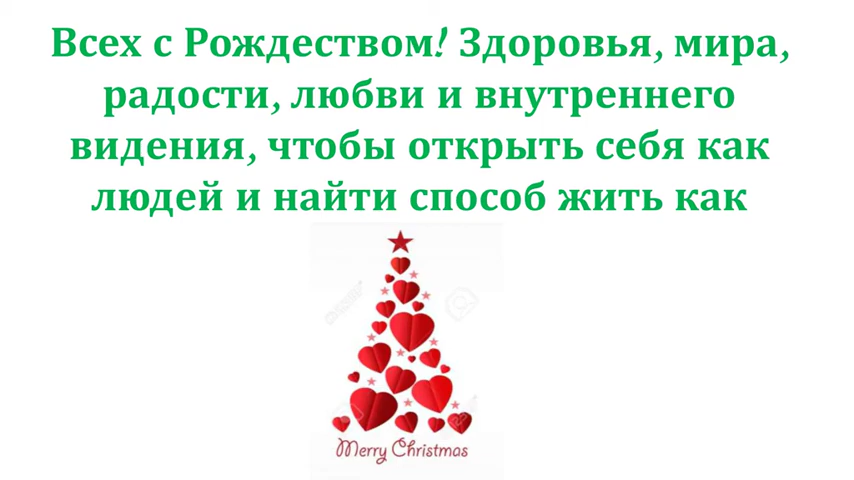 Всех с Рождеством! Здоровья, мира,
радости, любви и внутреннего
видения, чтобы открыть себя как
людей и найти способ жить как
Merry Christmas